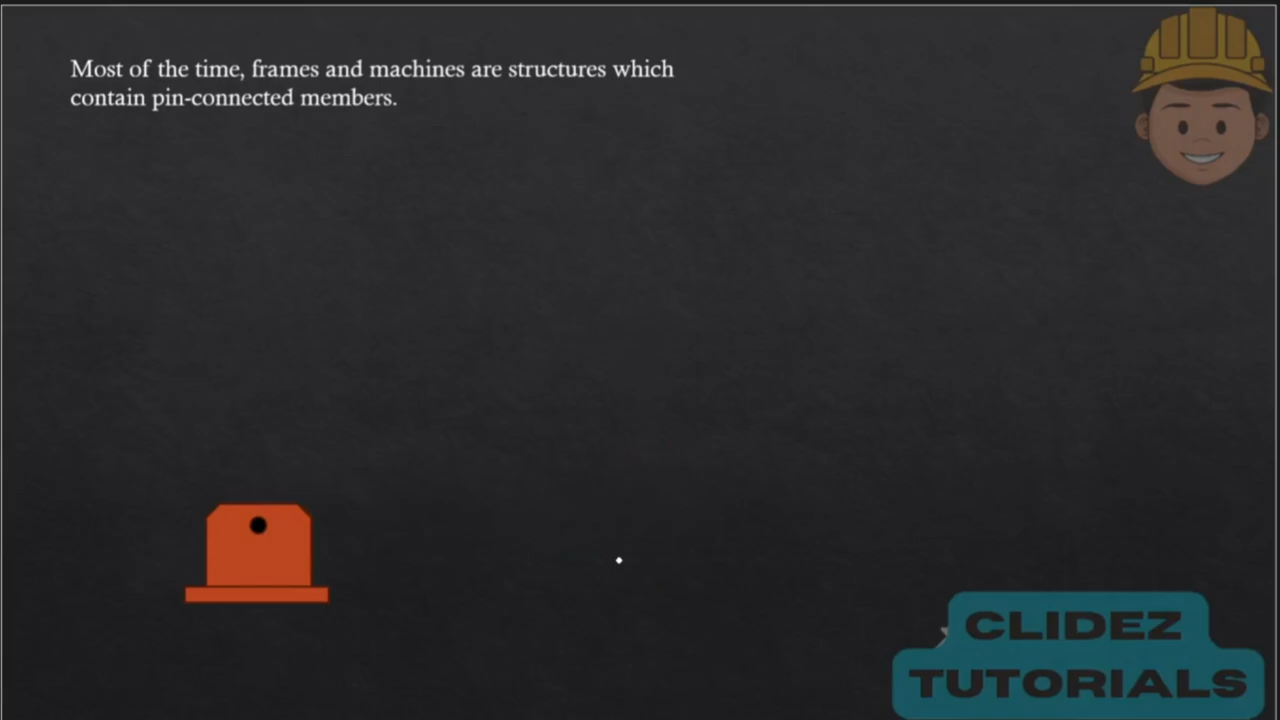 Most of the time, frames and machines are structures which
contain pin-connected members.
CLIDEZ
TUTORIALS